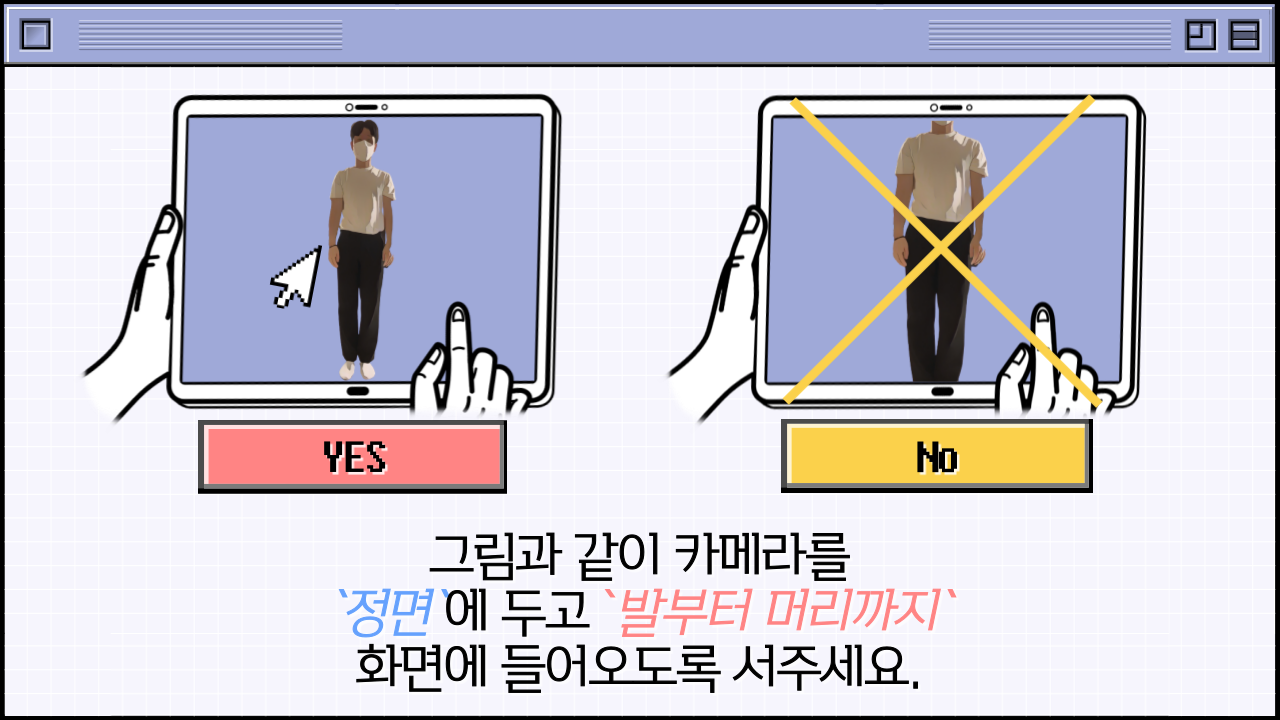 YES
No
그림과 같이 카메라를
`정면`에 두고 `발부터 머리까지`
화면에 들어오도록 서주세요.